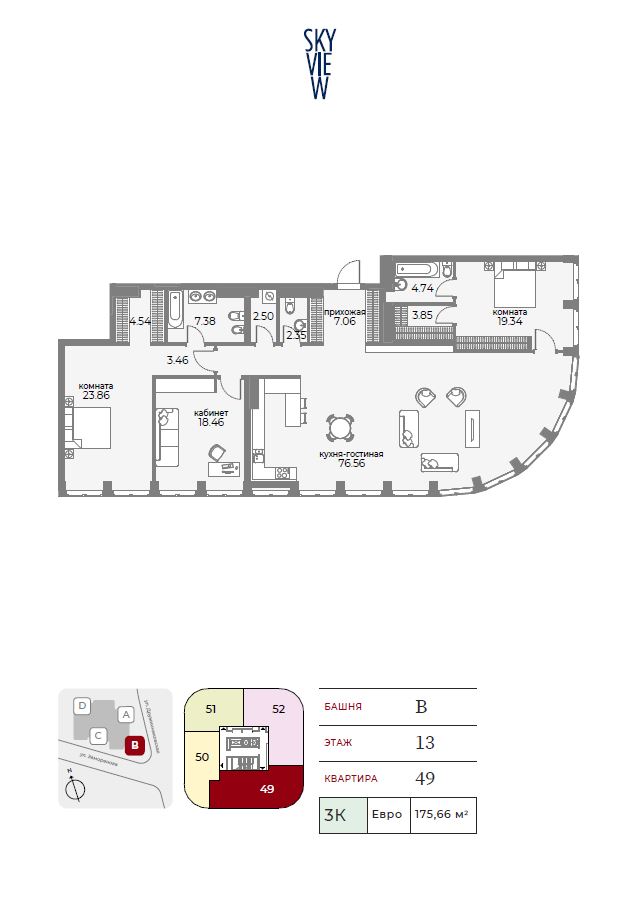 SKY
VIE
W
4.74
комната
19.34
3.85
прихожая
7.06
4.54
7.38
2.50
2.35
3.46
комната
23.86
кабинет
18.46
кухня-гостиная
76.56
D
A
C
B
ул. Дружинниковская
ул. Заморенова
N
51
52
50
49
БАШНЯ B
ЭТАЖ 13
КВАРТИРА 49
3К Евро 175,66 м²